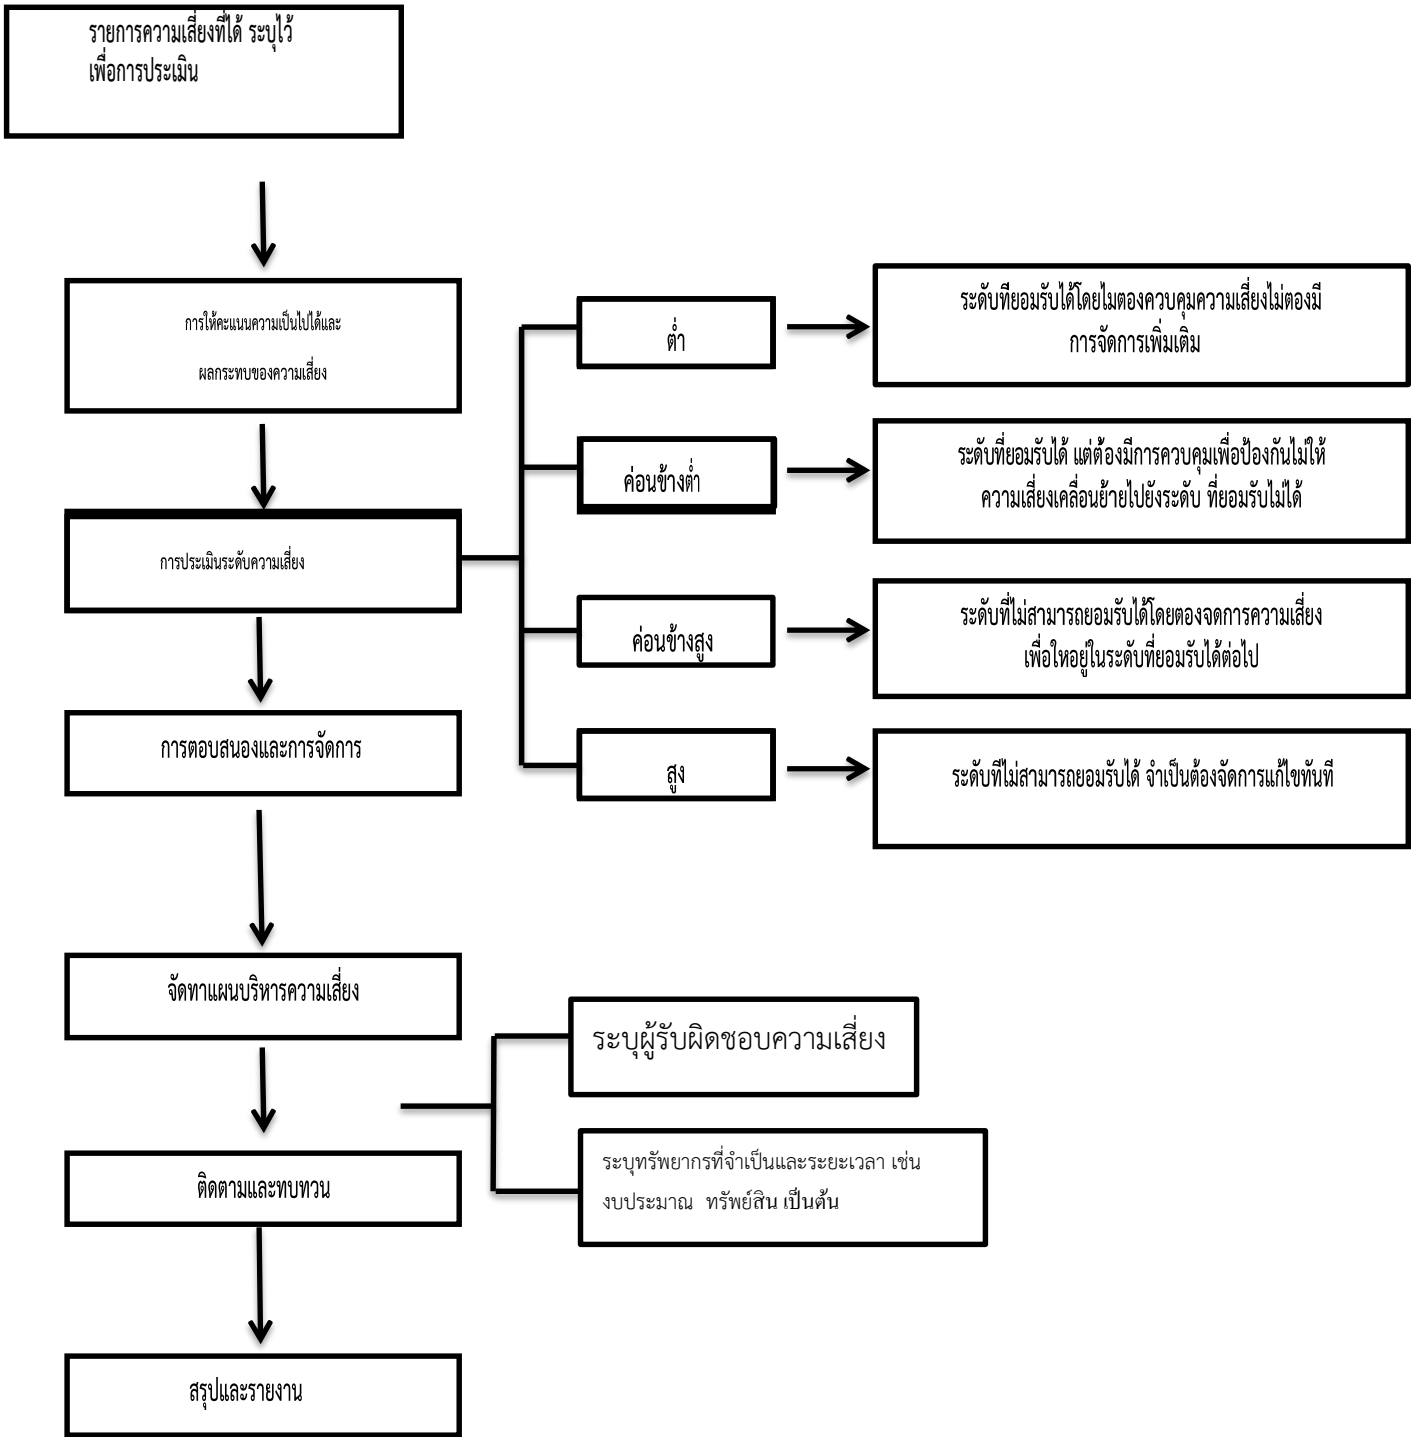 รายการความเสี่ยงที่ได้ ระบุไว้
เพื่อการประเมิน
การให้คะแนนความเป็นไปได้และ
ผลกระทบของความเสี่ยง
การประเมินระดับความเสี่ยง
การตอบสนองและการจัดการ
จัดทาแผนบริหารความเสี่ยง
ติดตามและทบทวน
สรุปและรายงาน
ต่ำ
ระดับทียอมรับได้โดยไมตองควบคุมความเสี่ยงไม่ตองมี
การจัดการเพิ่มเติม
ค่อนข้างต่ำ
ระดับที่ยอมรับได้ แต่ต้องมีการควบคุมเพื่อป้องกันไม่ให้
ความเสี่ยงเคลื่อนย้ายไปยังระดับ ที่ยอมรับไม่ได้
ค่อนข้างสูง
ระดับที่ไม่สามารถยอมรับได้โดยตองจดการความเสี่ยง
เพื่อใหอยู่ในระดับที่ยอมรับได้ต่อไป
สูง
ระดับทีไม่สามารถยอมรับได้ จำเป็นต้องจัดการแก้ไขทันที
ระบุผู้รับผิดชอบความเสี่ยง
ระบุทรัพยากรที่จำเป็นและระยะเวลา เช่น
งบประมาณ ทรัพย์สิน เป็นต้น